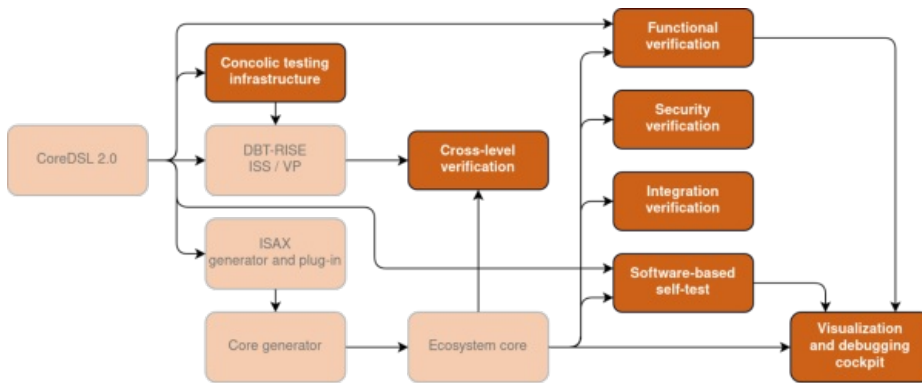 Functional
verification
Concolic testing
infrastructure
Security
verification
CoreDSL 2.0
DBT-RISE
ISS / VP
Cross-level
verification
Integration
verification
ISAX
generator and plug-in
Software-based
self-test
Core generator
Ecosystem core
Visualization
and debugging
cockpit